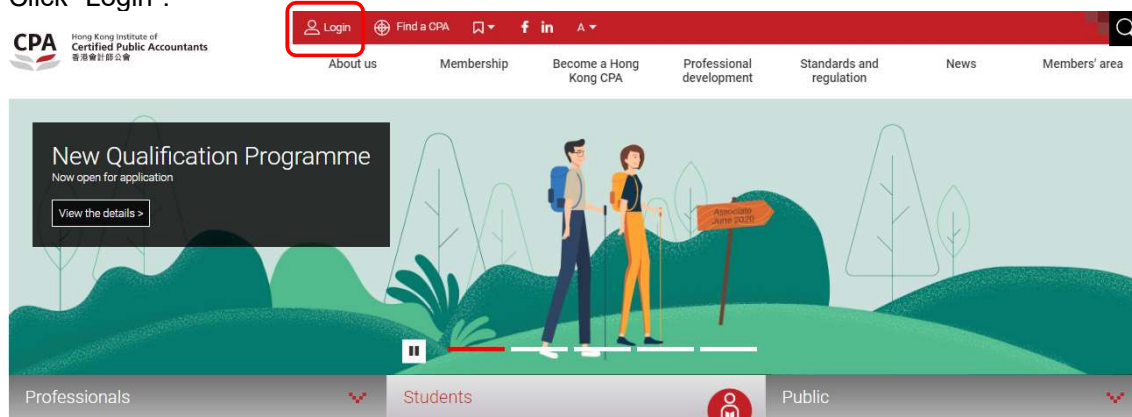 Click "Login".
Login
Find a CPA
f in
A
CPA
Hong Kong Institute of
Certified Public Accountants
香港會計師公會
About us
Membership
Become a Hong
Kong CPA
Professional
development
Standards and
regulation
News
Members' area
New Qualification Programme
Now open for application
View the details >
Associate
June 2020
Professionals
Students
Public